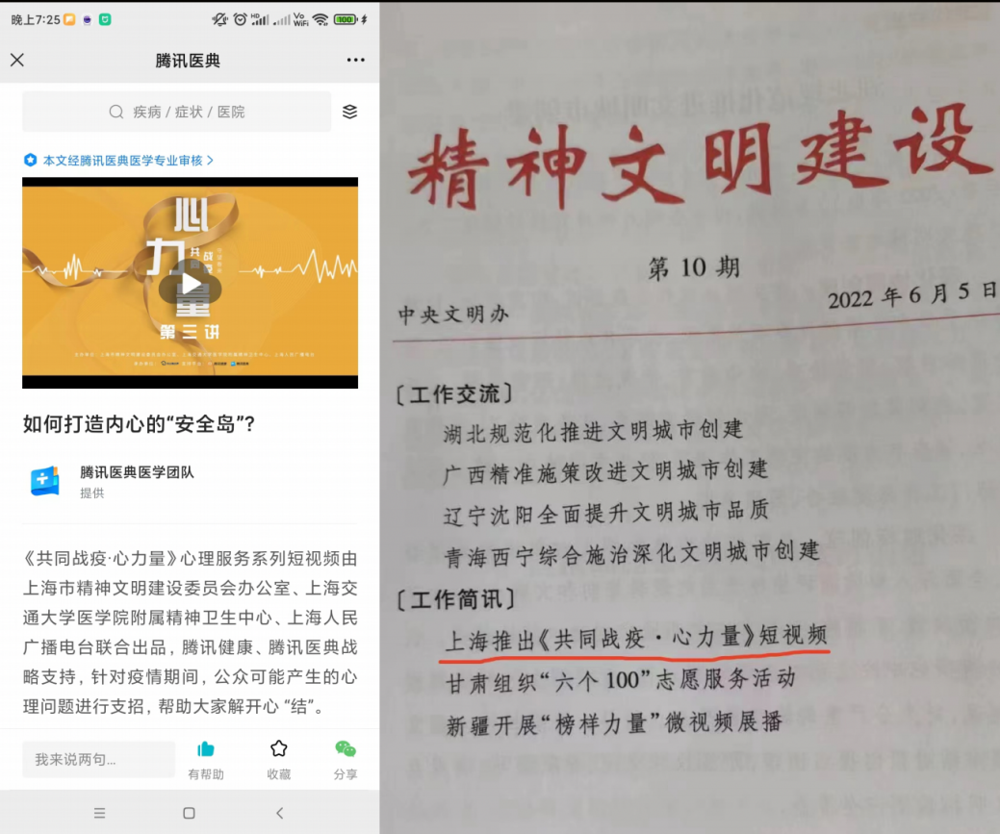 晚上7:25
HD
Vo
WiFi
100
腾讯医典
疾病 / 症状 / 医院
本文经腾讯医典医学专业审核
心
力
共同
战疫
量
第三讲
如何打造内心的“安全岛”?
腾讯医典医学团队
提供
《共同战疫·心力量》心理服务系列短视频由
上海市精神文明建设委员会办公室、上海交
通大学医学院附属精神卫生中心、上海人民
广播电台联合出品，腾讯健康、腾讯医典战
略支持，针对疫情期间，公众可能产生的心
理问题进行支招，帮助大家解开心 “结”。
我来说两句...
有帮助
收藏
分享
精神文明建设
第 10 期
中央文明办
2022 年 6 月 5 日
〔工作交流〕
湖北规范化推进文明城市创建
广西精准施策改进文明城市创建
辽宁沈阳全面提升文明城市品质
青海西宁综合施治深化文明城市创建
〔工作简讯〕
上海推出《共同战疫·心力量》短视频
甘肃组织“六个100”志愿服务活动
新疆开展“榜样力量”微视频展播